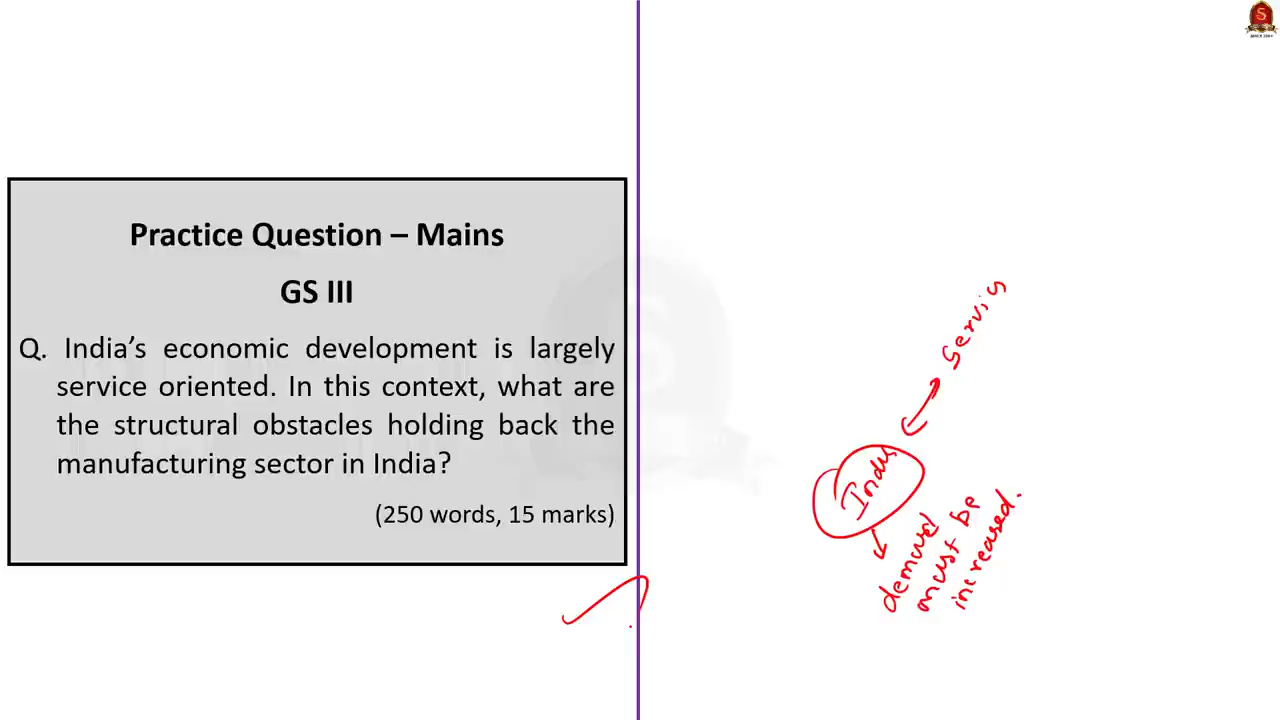 Practice Question – Mains
GS III
Q. India's economic development is largely
service oriented. In this context, what are
the structural obstacles holding back the
manufacturing sector in India?
(250 words, 15 marks)
S
Servis
Indus
demand
must be
increased.